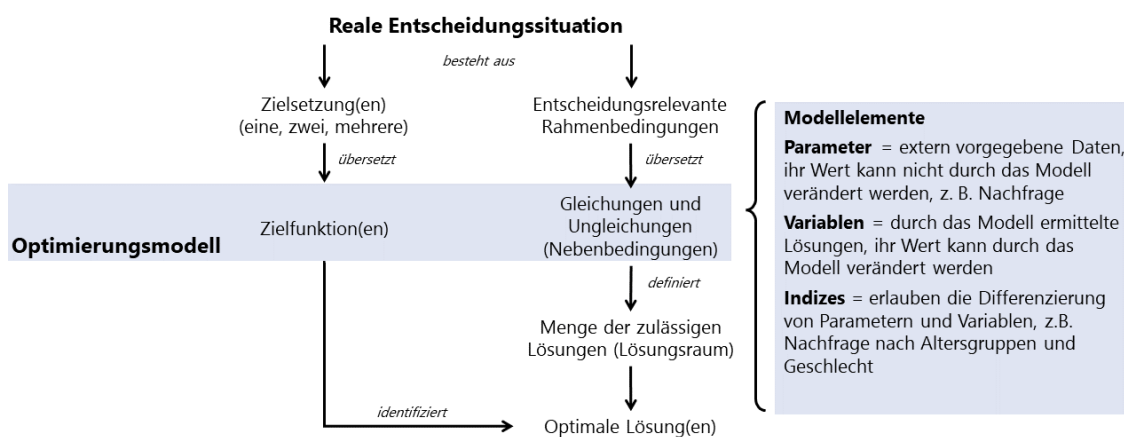 Reale Entscheidungssituation
besteht aus
Zielsetzung(en)
(eine, zwei, mehrere)
Entscheidungsrelevante
Rahmenbedingungen
übersetzt
übersetzt
Optimierungsmodell
Zielfunktion(en)
Gleichungen und
Ungleichungen
(Nebenbedingungen)
definiert
Menge der zulässigen
Lösungen (Lösungsraum)
identifiziert
Optimale Lösung(en)
Modellelemente
Parameter = extern vorgegebene Daten,
ihr Wert kann nicht durch das Modell
verändert werden, z. B. Nachfrage
Variablen = durch das Modell ermittelte
Lösungen, ihr Wert kann durch das
Modell verändert werden
Indizes = erlauben die Differenzierung
von Parametern und Variablen, z.B.
Nachfrage nach Altersgruppen und
Geschlecht